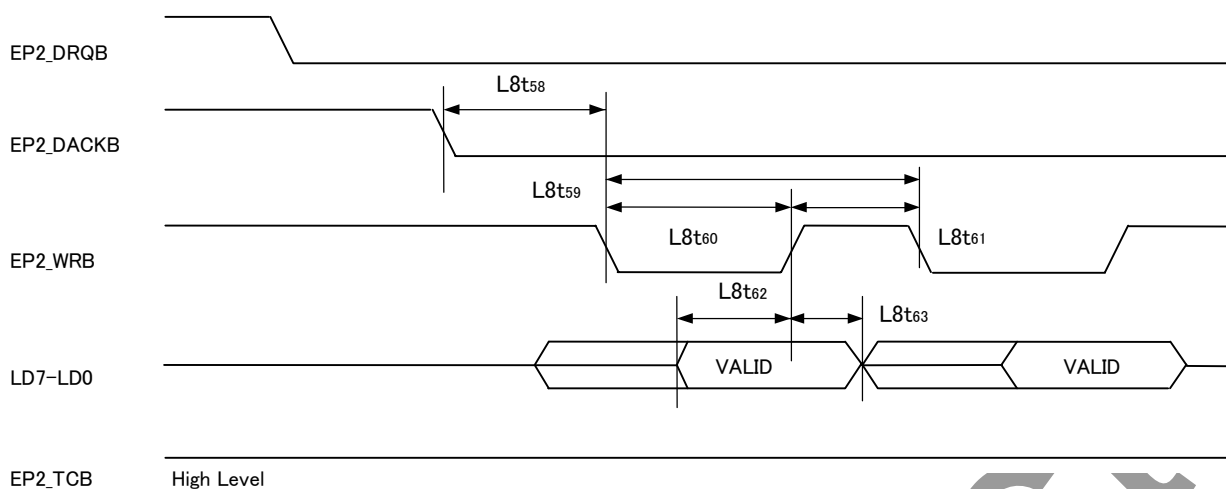 EP2_DRQB
L8t58
EP2_DACKB
L8t59
L8t60
L8t61
EP2_WRB
L8t62
L8t63
LD7-LD0
VALID
VALID
EP2_TCB
High Level